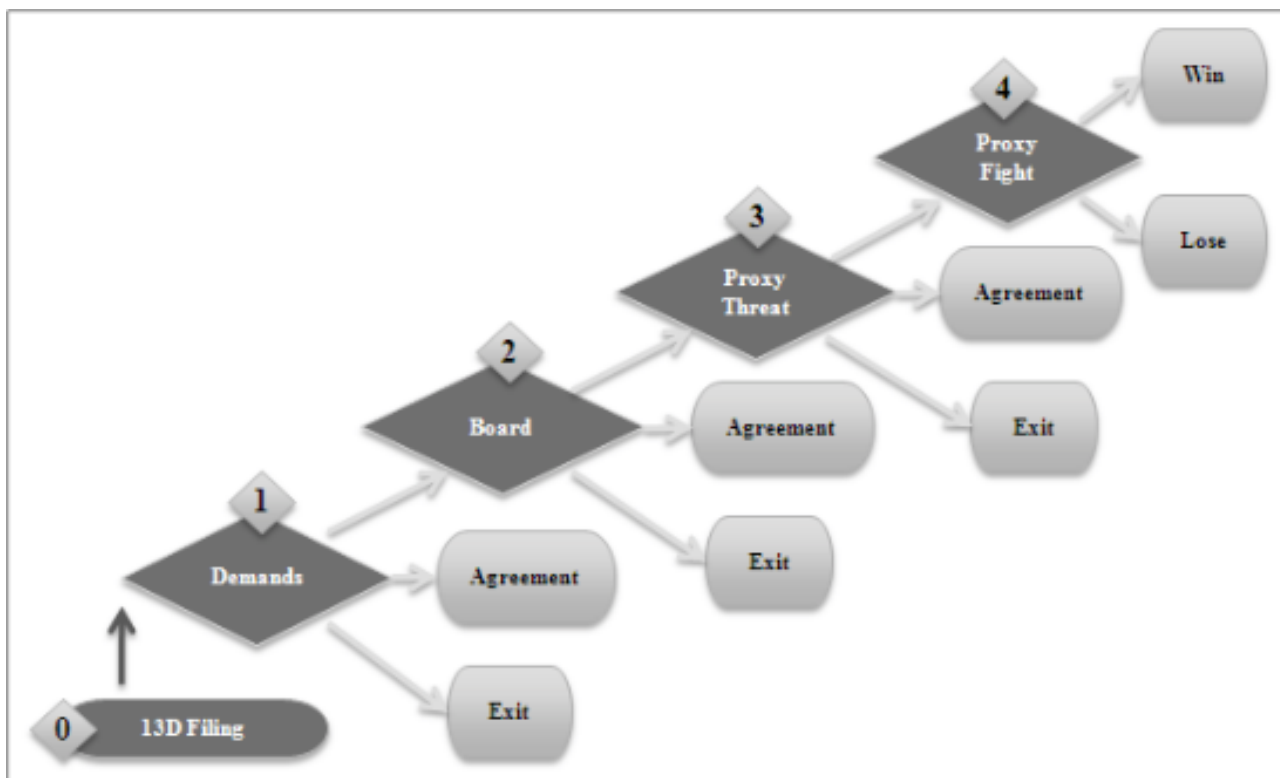 4
Win
Proxy
Fight
Lose
3
Proxy
Threat
Agreement
2
Board
Agreement
Exit
1
Demands
Agreement
Exit
Exit
0
13D Filing